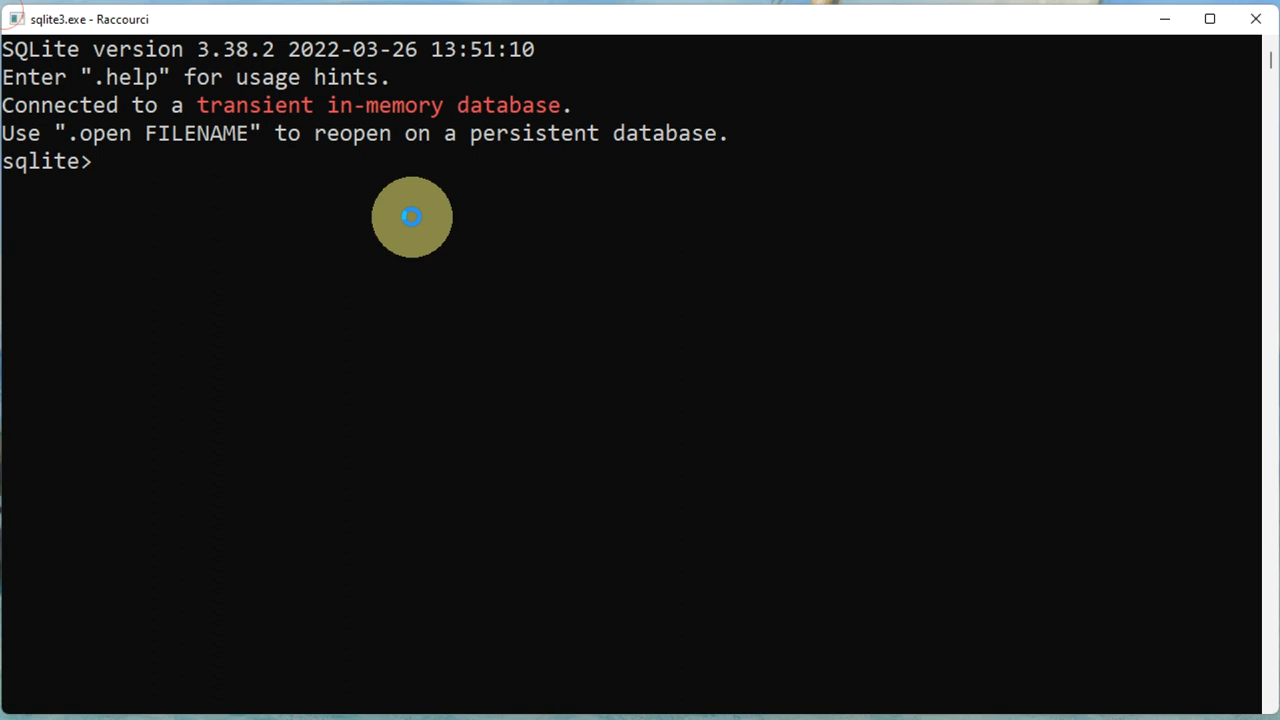 sqlite3.exe - Raccourci
SQLite version 3.38.2 2022-03-26 13:51:10
Enter ".help" for usage hints.
Connected to a transient in-memory database.
Use ".open FILENAME" to reopen on a persistent database.
sqlite>